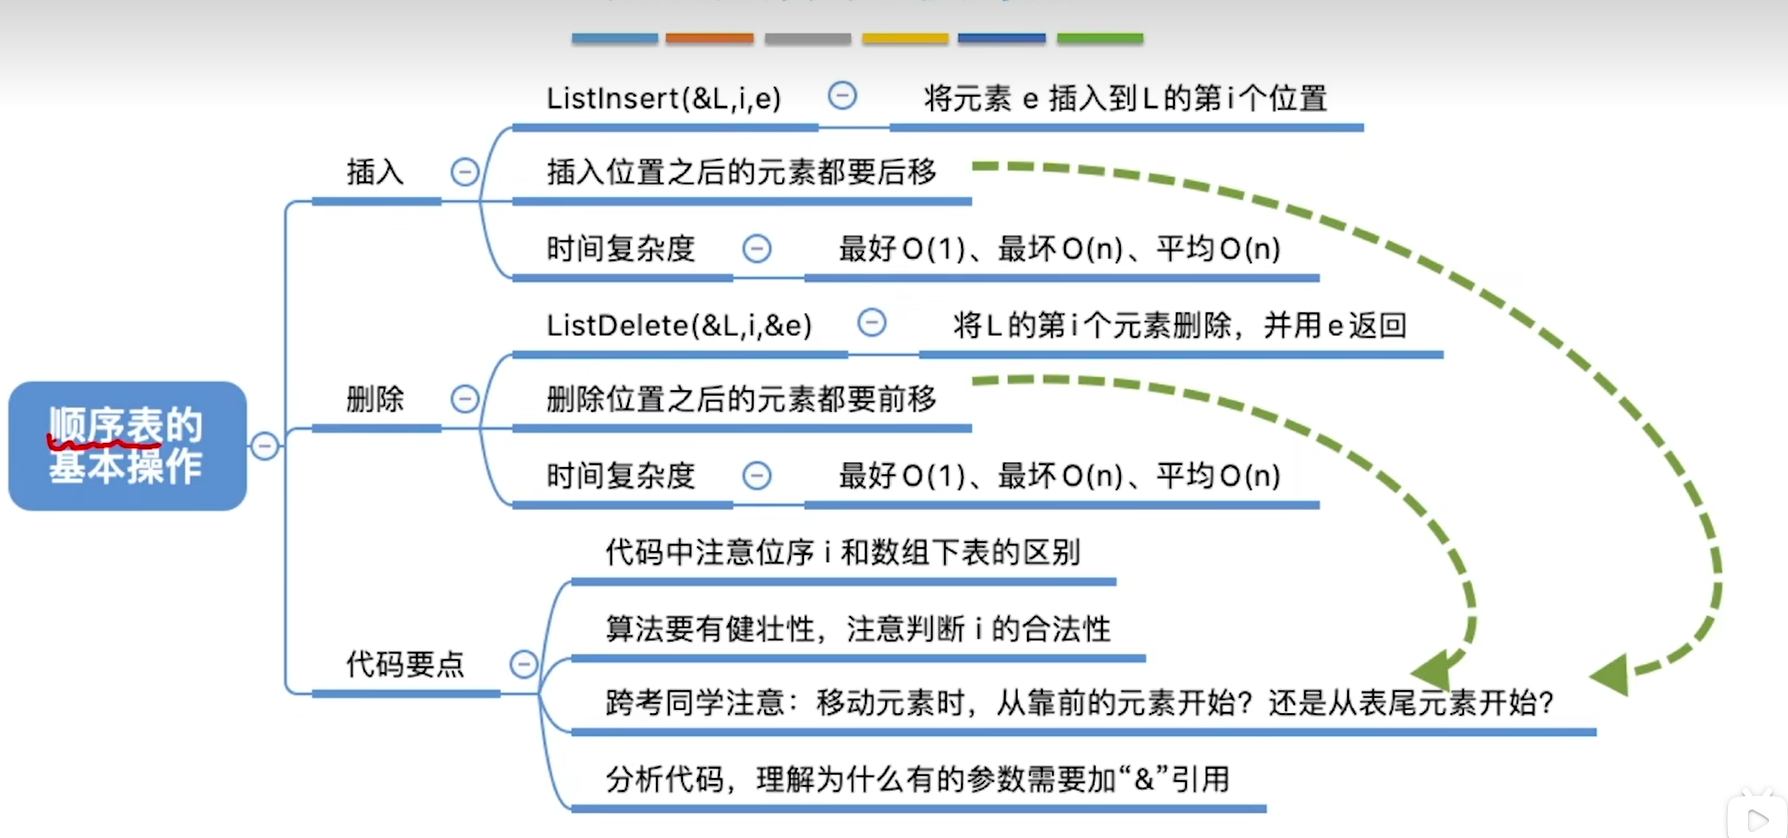 ListInsert(&L,i,e)
将元素 e 插入到L的第i个位置
插入
插入位置之后的元素都要后移
时间复杂度
最好O(1)、最坏O(n)、平均O(n)
ListDelete(&L,i,&e)
将L的第i个元素删除，并用e返回
顺序表的
基本操作
删除
删除位置之后的元素都要前移
时间复杂度
最好O(1)、最坏O(n)、平均O(n)
代码中注意位序 i 和数组下表的区别
算法要有健壮性，注意判断 i 的合法性
代码要点
跨考同学注意：移动元素时，从靠前的元素开始？还是从表尾元素开始？
分析代码，理解为什么有的参数需要加“&”引用